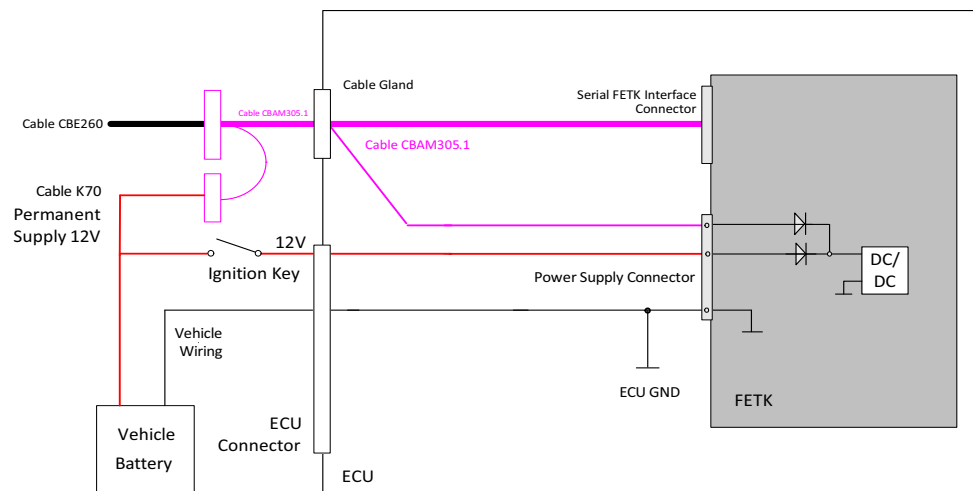 Cable Gland
Serial FETK Interface
Connector
Cable CBAM305.1
Cable CBE260
Cable CBAM305.1
Cable K70
Permanent
Supply 12V
12V
Ignition Key
Power Supply Connector
DC/
DC
Vehicle
Wiring
ECU GND
FETK
ECU
Connector
Vehicle
Battery
ECU